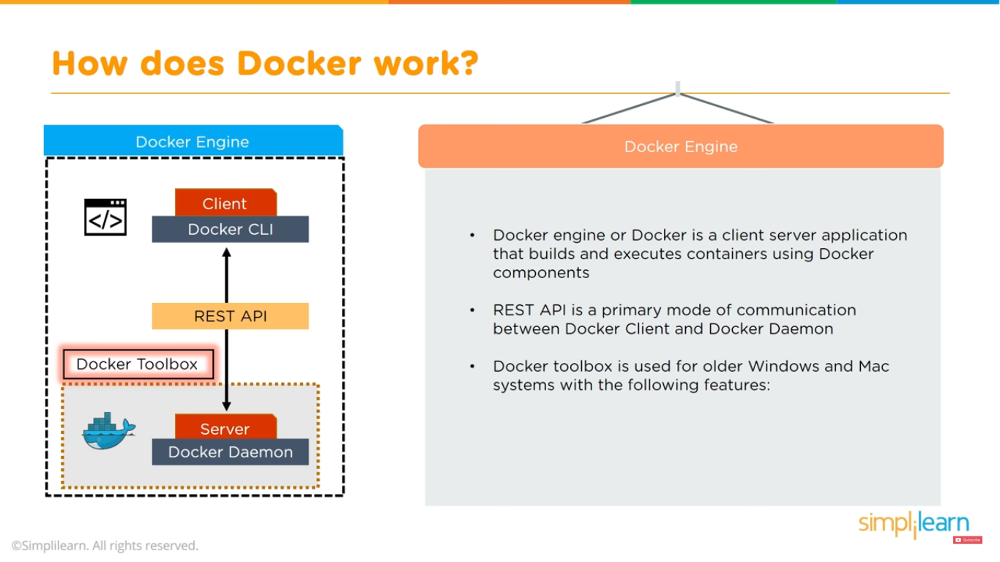 How does Docker work?
Docker Engine
</>
Client
Docker CLI
REST API
Docker Toolbox
Server
Docker Daemon
Docker Engine
• Docker engine or Docker is a client server application
that builds and executes containers using Docker
components
• REST API is a primary mode of communication
between Docker Client and Docker Daemon
• Docker toolbox is used for older Windows and Mac
systems with the following features:
simplilearn
Subscribe
©Simplilearn. All rights reserved.